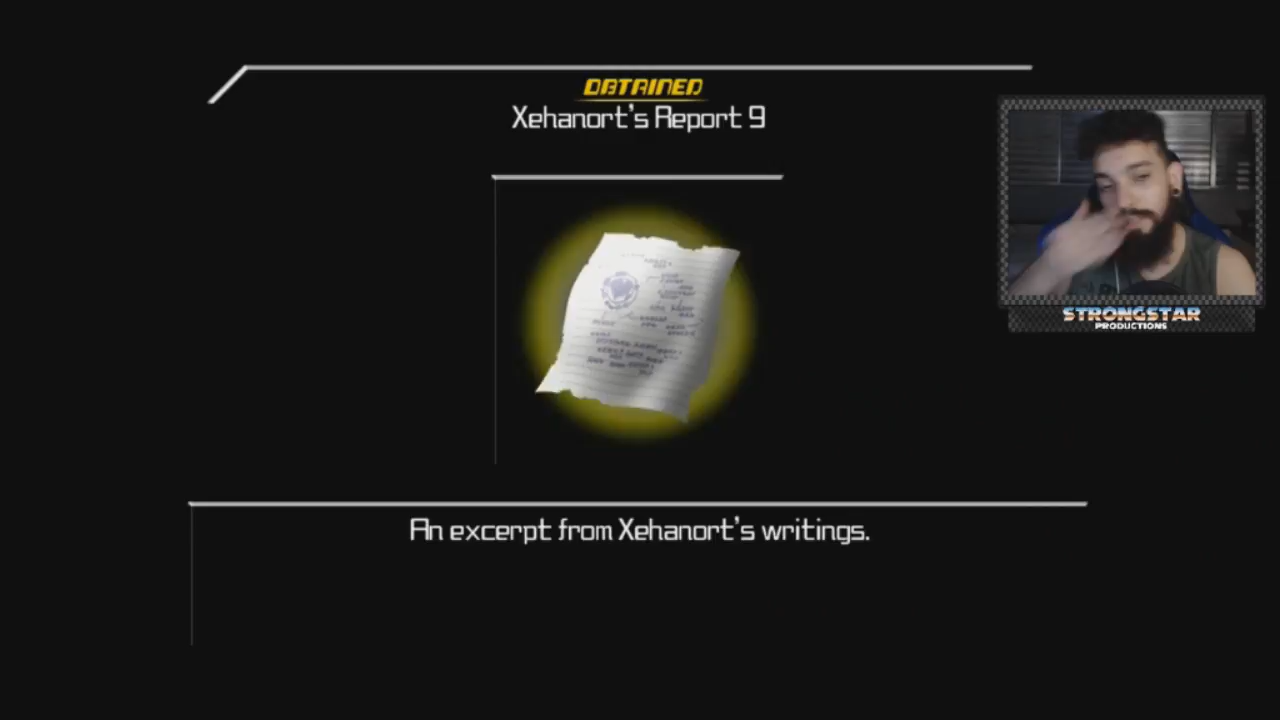 OBTAINED
Xehanort's Report 9
STRONGSTAR
PRODUCTIONS
An excerpt from Xehanort's writings.